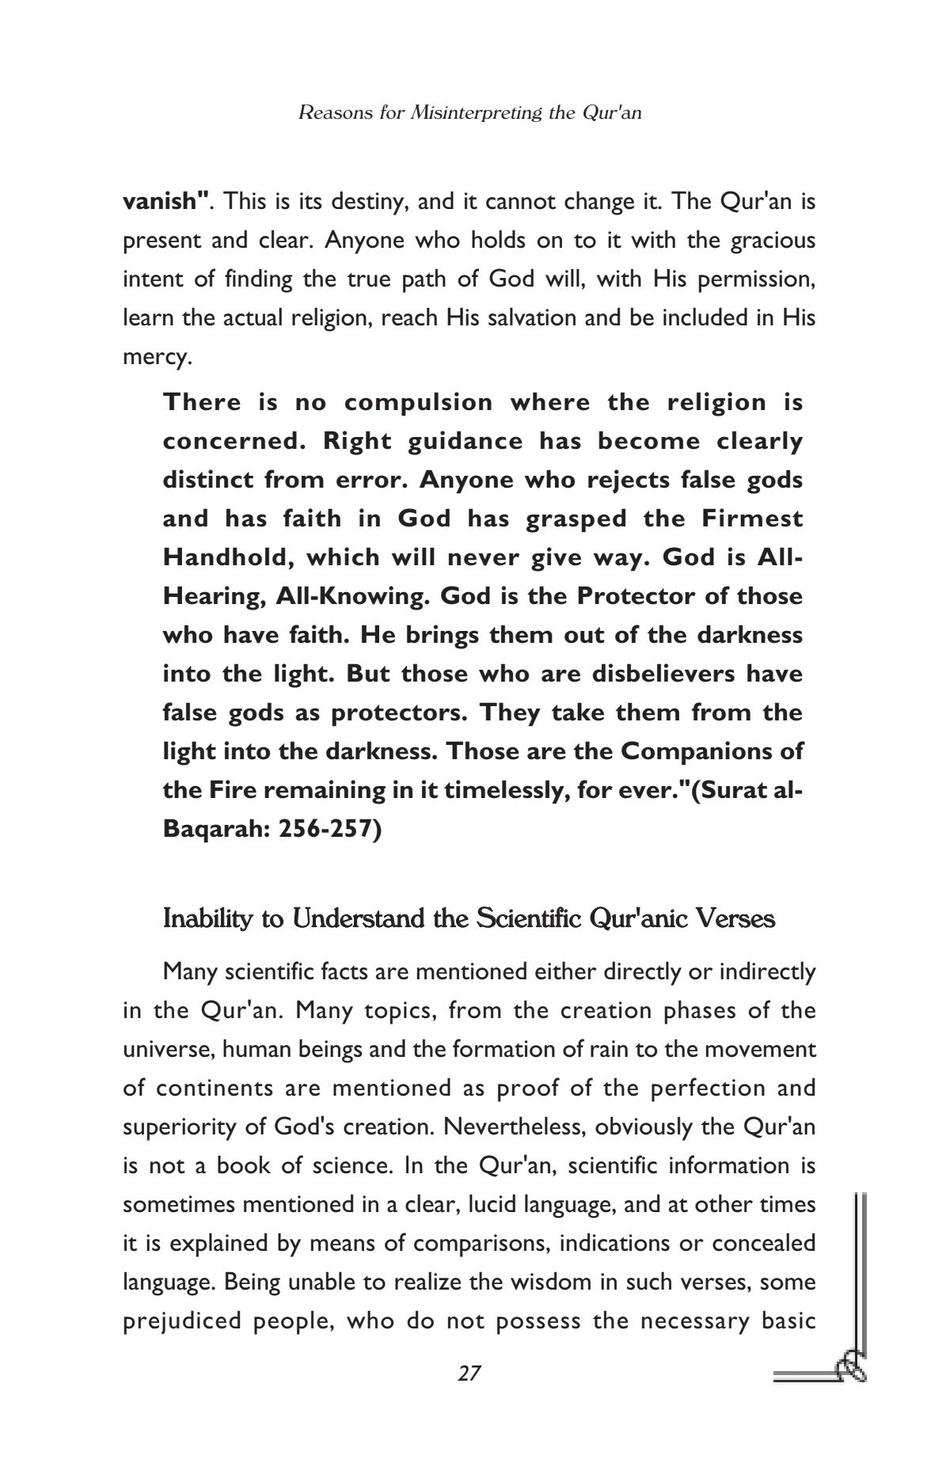 Reasons for Misinterpreting the Qur'an
vanish". This is its destiny, and it cannot change it. The Qur'an is
present and clear. Anyone who holds on to it with the gracious
intent of finding the true path of God will, with His permission,
learn the actual religion, reach His salvation and be included in His
mercy.
There is no compulsion where the religion is
concerned. Right guidance has become clearly
distinct from error. Anyone who rejects false gods
and has faith in God has grasped the Firmest
Handhold, which will never give way. God is All-
Hearing, All-Knowing. God is the Protector of those
who have faith. He brings them out of the darkness
into the light. But those who are disbelievers have
false gods as protectors. They take them from the
light into the darkness. Those are the Companions of
the Fire remaining in it timelessly, for ever."(Surat al-
Baqarah: 256-257)
Inability to Understand the Scientific Qur'anic Verses
Many scientific facts are mentioned either directly or indirectly
in the Qur'an. Many topics, from the creation phases of the
universe, human beings and the formation of rain to the movement
of continents are mentioned as proof of the perfection and
superiority of God's creation. Nevertheless, obviously the Qur'an
is not a book of science. In the Qur'an, scientific information is
sometimes mentioned in a clear, lucid language, and at other times
it is explained by means of comparisons, indications or concealed
language. Being unable to realize the wisdom in such verses, some
prejudiced people, who do not possess the necessary basic
27